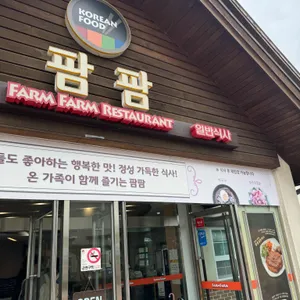 KOREAN
FOOD
팜팜
FARM FARM RESTAURANT
일반식사
들도 좋아하는 행복한 맛! 정성 가득한 식사!
온 가족이 함께 즐기는 팜팜
OPEN